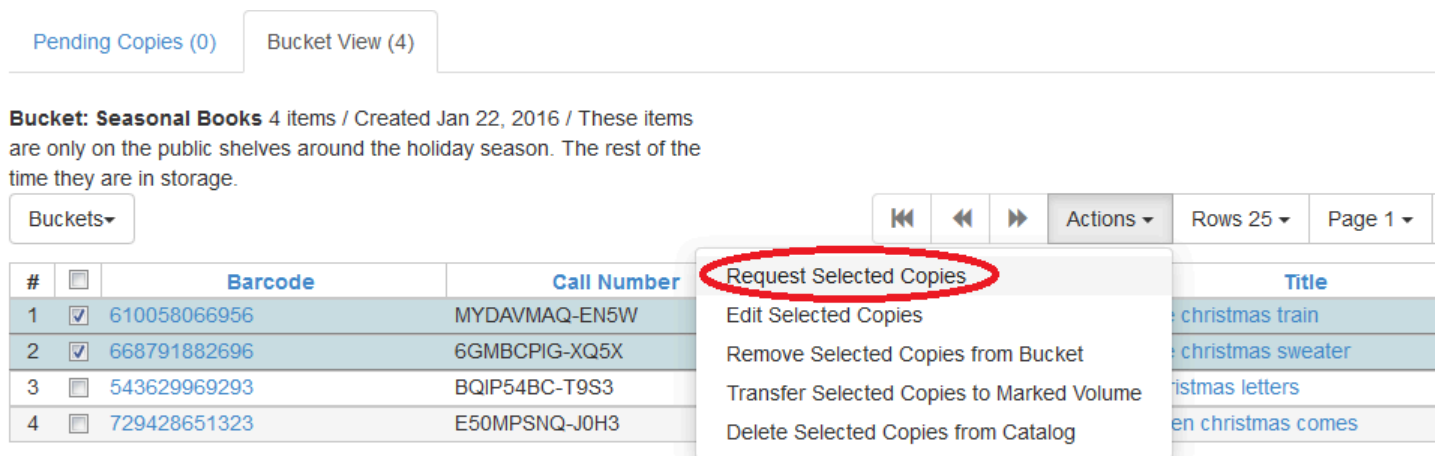 Pending Copies (0) Bucket View (4)
Bucket: Seasonal Books 4 items / Created Jan 22, 2016 / These items
are only on the public shelves around the holiday season. The rest of the
time they are in storage.
Buckets Actions Rows 25 Page 1
# Barcode Call Number Title
Request Selected Copies
1 610058066956 MYDAVMAQ-EN5W christmas train
Edit Selected Copies
2 668791882696 6GMBCPIG-XQ5X christmas sweater
Remove Selected Copies from Bucket
3 543629969293 BQIP54BC-T9S3 istmas letters
Transfer Selected Copies to Marked Volume
4 729428651323 E50MPSNQ-J0H3 en christmas comes
Delete Selected Copies from Catalog